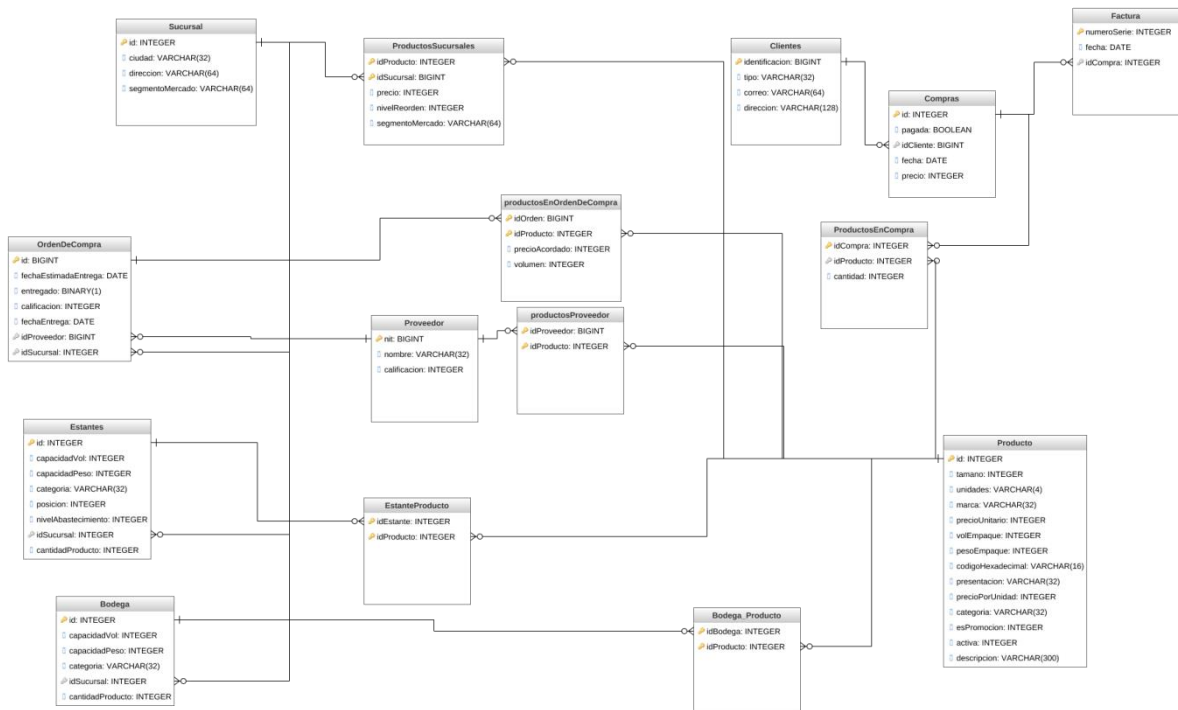 Sucursal
id: INTEGER
ciudad: VARCHAR(32)
direccion: VARCHAR(64)
segmentoMercado: VARCHAR(64)
ProductosSucursales
idProducto: INTEGER
idSucursal: BIGINT
precio: INTEGER
nivelReorden: INTEGER
segmentoMercado: VARCHAR(64)
Clientes
identificacion: BIGINT
tipo: VARCHAR(32)
correo: VARCHAR(64)
direccion: VARCHAR(128)
Factura
numeroSerie: INTEGER
fecha: DATE
idCompra: INTEGER
Compras
id: INTEGER
pagada: BOOLEAN
idCliente: BIGINT
fecha: DATE
precio: INTEGER
productosEnOrdenDeCompra
idOrden: BIGINT
idProducto: INTEGER
precioAcordado: INTEGER
volumen: INTEGER
ProductosEnCompra
idCompra: INTEGER
idProducto: INTEGER
cantidad: INTEGER
OrdenDeCompra
id: BIGINT
fechaEstimadaEntrega: DATE
entregado: BINARY(1)
calificacion: INTEGER
fechaEntrega: DATE
idProveedor: BIGINT
idSucursal: INTEGER
Proveedor
nit: BIGINT
nombre: VARCHAR(32)
calificacion: INTEGER
productosProveedor
idProveedor: BIGINT
idProducto: INTEGER
Estantes
id: INTEGER
capacidadVol: INTEGER
capacidadPeso: INTEGER
categoria: VARCHAR(32)
posicion: INTEGER
nivelAbastecimiento: INTEGER
idSucursal: INTEGER
cantidadProducto: INTEGER
EstanteProducto
idEstante: INTEGER
idProducto: INTEGER
Producto
id: INTEGER
tamano: INTEGER
unidades: VARCHAR(4)
marca: VARCHAR(32)
precioUnitario: INTEGER
volEmpaque: INTEGER
pesoEmpaque: INTEGER
codigoHexadecimal: VARCHAR(16)
presentacion: VARCHAR(32)
precioPorUnidad: INTEGER
categoria: VARCHAR(32)
esPromocion: INTEGER
activa: INTEGER
descripcion: VARCHAR(300)
Bodega
id: INTEGER
capacidadVol: INTEGER
capacidadPeso: INTEGER
categoria: VARCHAR(32)
idSucursal: INTEGER
cantidadProducto: INTEGER
Bodega_Producto
idBodega: INTEGER
idProducto: INTEGER